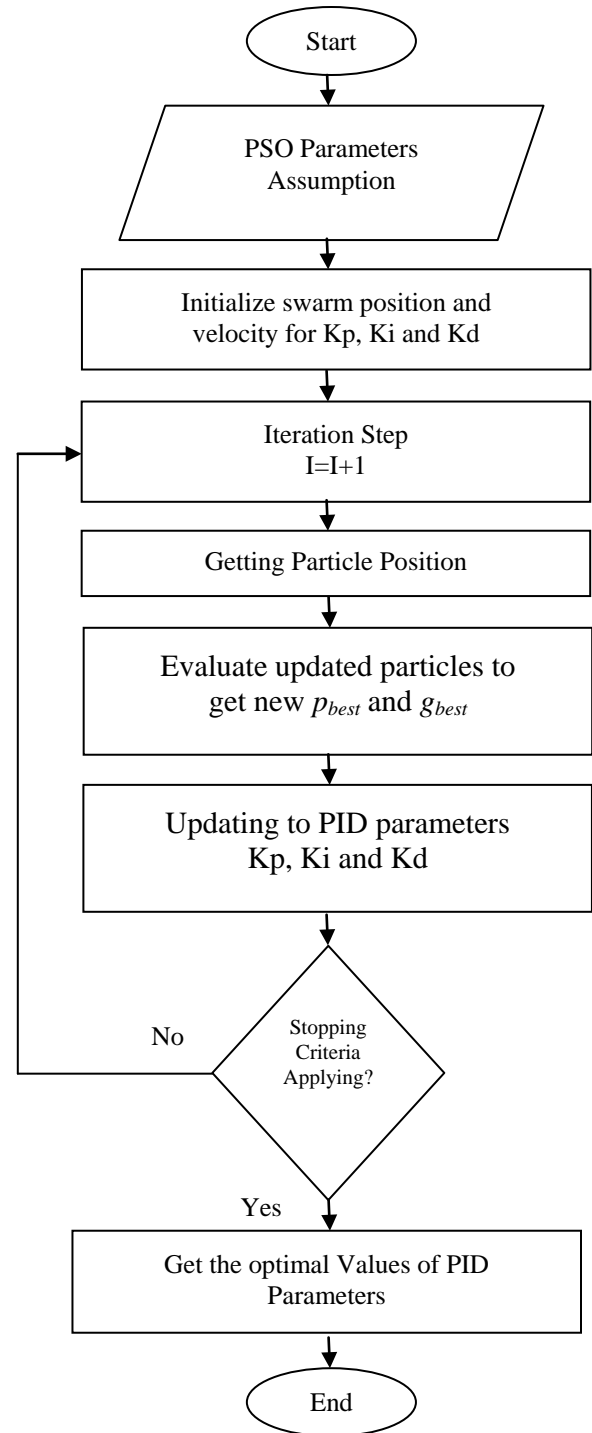 Start
PSO Parameters
Assumption
Initialize swarm position and
velocity for Kp, Ki and Kd
Iteration Step
I=I+1
Getting Particle Position
Evaluate updated particles to
get new p_best and g_best
Updating to PID parameters
Kp, Ki and Kd
Stopping
Criteria
Applying?
No
Yes
Get the optimal Values of PID
Parameters
End